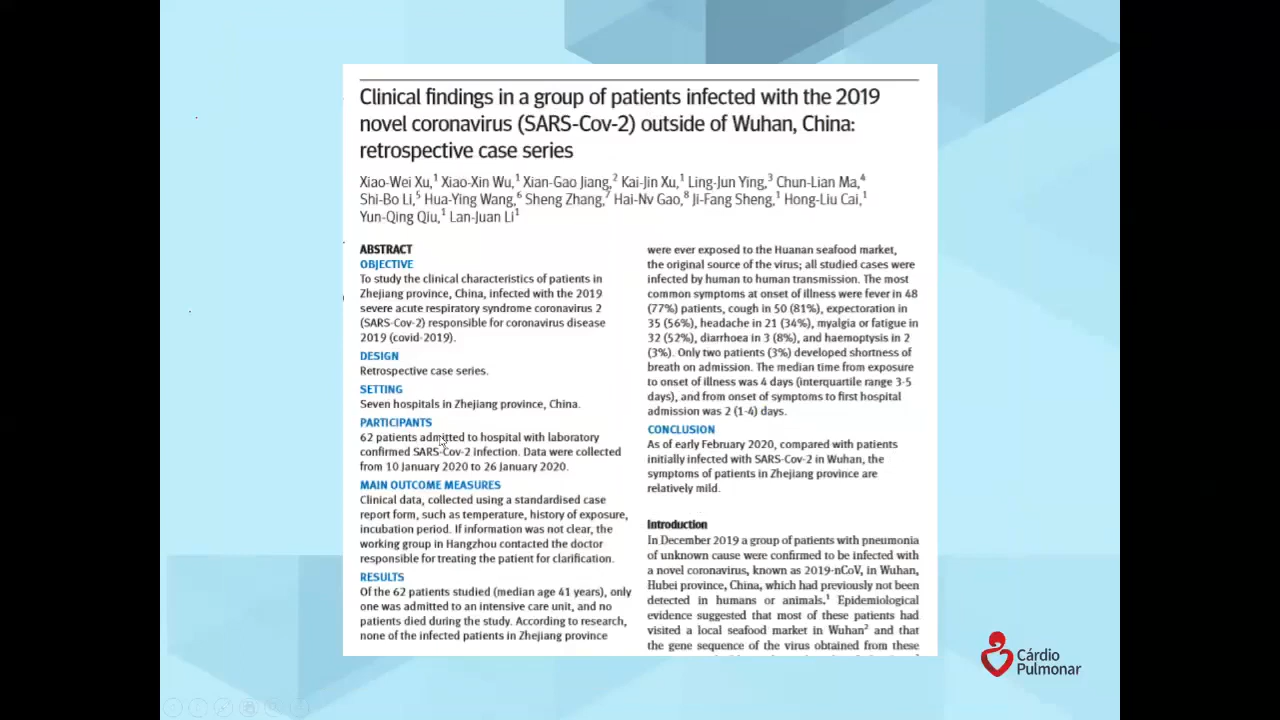 Clinical findings in a group of patients infected with the 2019
novel coronavirus (SARS-Cov-2) outside of Wuhan, China:
retrospective case series
Xiao-Wei Xu,1 Xiao-Xin Wu,1 Xian-Gao Jiang,2 Kai-Jin Xu,1 Ling-Jun Ying,3 Chun-Lian Ma,4
Shi-Bo Li,5 Hua-Ying Wang,6 Sheng Zhang,7 Hai-Nv Gao,8 Ji-Fang Sheng,1 Hong-Liu Cai,1
Yun-Qing Qiu,1 Lan-Juan Li1
ABSTRACT
OBJECTIVE
To study the clinical characteristics of patients in
Zhejiang province, China, infected with the 2019
severe acute respiratory syndrome coronavirus 2
(SARS-Cov-2) responsible for coronavirus disease
2019 (covid-2019).
DESIGN
Retrospective case series.
SETTING
Seven hospitals in Zhejiang province, China.
PARTICIPANTS
62 patients admitted to hospital with laboratory
confirmed SARS-Cov-2 infection. Data were collected
from 10 January 2020 to 26 January 2020.
MAIN OUTCOME MEASURES
Clinical data, collected using a standardised case
report form, such as temperature, history of exposure,
incubation period. If information was not clear, the
working group in Hangzhou contacted the doctor
responsible for treating the patient for clarification.
RESULTS
Of the 62 patients studied (median age 41 years), only
one was admitted to an intensive care unit, and no
patients died during the study. According to research,
none of the infected patients in Zhejiang province
were ever exposed to the Huanan seafood market,
the original source of the virus; all studied cases were
infected by human to human transmission. The most
common symptoms at onset of illness were fever in 48
(77%) patients, cough in 50 (81%), expectoration in
35 (56%), headache in 21 (34%), myalgia or fatigue in
32 (52%), diarrhoea in 3 (8%), and haemoptysis in 2
(3%). Only two patients (3%) developed shortness of
breath on admission. The median time from exposure
to onset of illness was 4 days (interquartile range 3-5
days), and from onset of symptoms to first hospital
admission was 2 (1-4) days.
CONCLUSION
As of early February 2020, compared with patients
initially infected with SARS-Cov-2 in Wuhan, the
symptoms of patients in Zhejiang province are
relatively mild.
Introduction
In December 2019 a group of patients with pneumonia
of unknown cause were confirmed to be infected with
a novel coronavirus, known as 2019-nCoV, in Wuhan,
Hubei province, China, which had previously not been
detected in humans or animals.1 Epidemiological
evidence suggested that most of these patients had
visited a local seafood market in Wuhan2 and that
the gene sequence of the virus obtained from these
Cárdio
Pulmonar